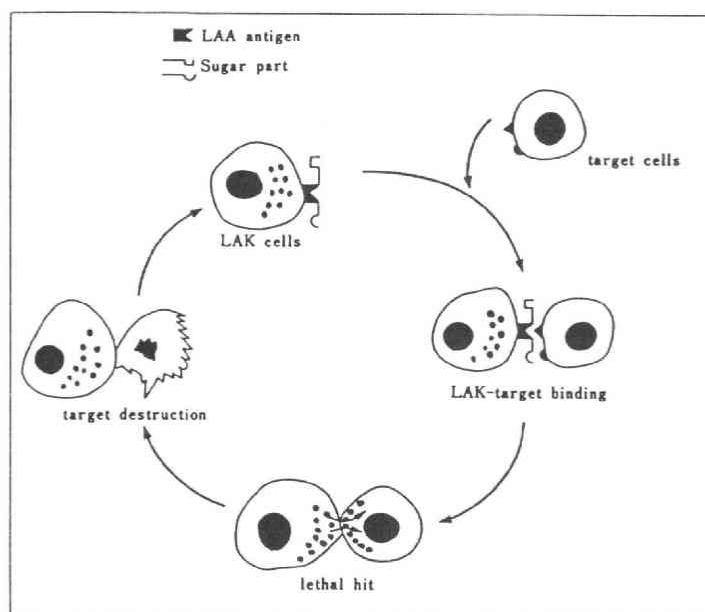 LAA antigen
Sugar part
target cells
LAK cells
LAK-target binding
target destruction
lethal hit